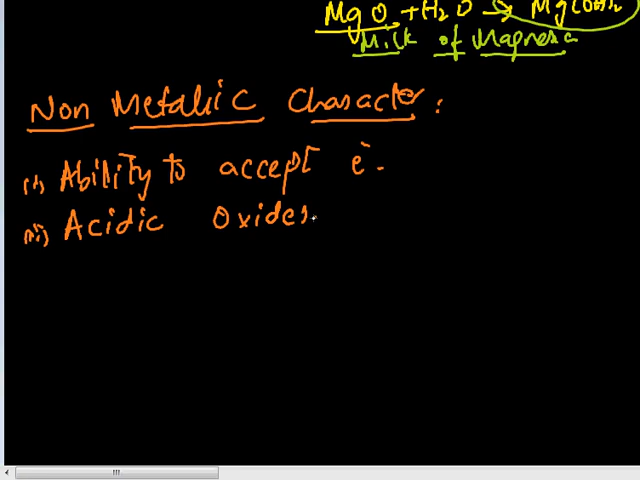 MgO + H2O → Mg(OH)2
Milk of Magnesia
Non Metallic Character:
(i) Ability to accept e-.
(ii) Acidic Oxides